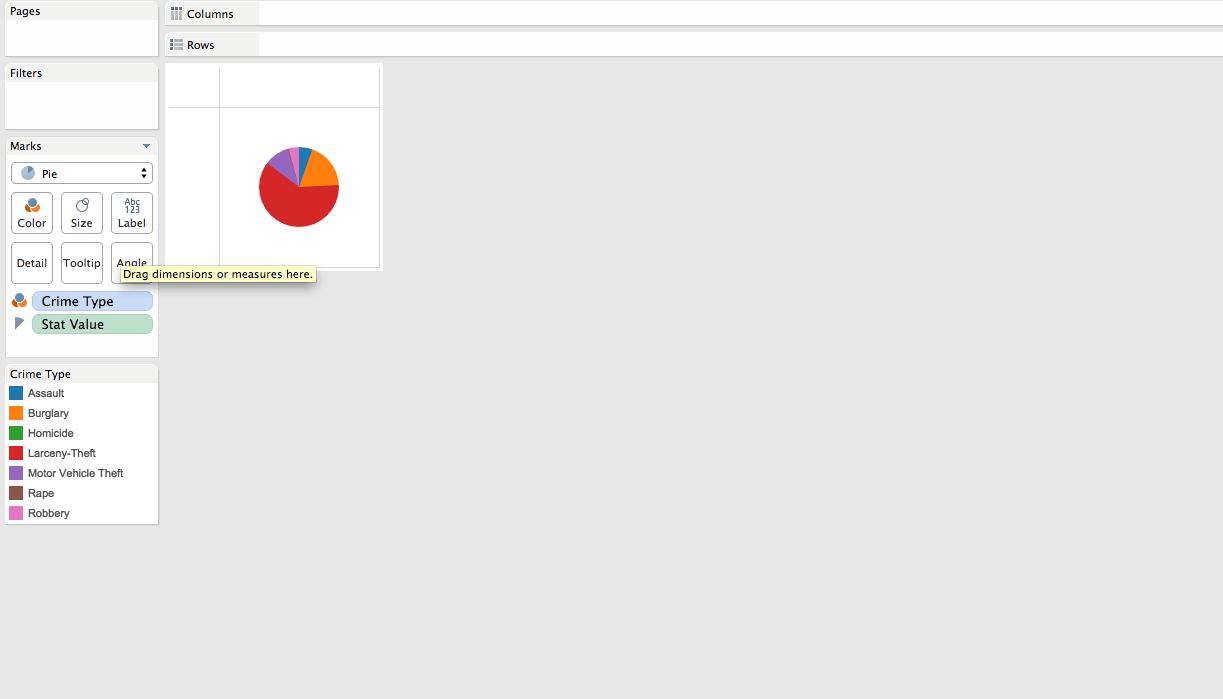 Pages
Columns
Rows
Filters
Marks
Pie
Color
Size
Abc
123
Label
Detail
Tooltip
Angle
Drag dimensions or measures here.
Crime Type
Stat Value
Crime Type
Assault
Burglary
Homicide
Larceny-Theft
Motor Vehicle Theft
Rape
Robbery